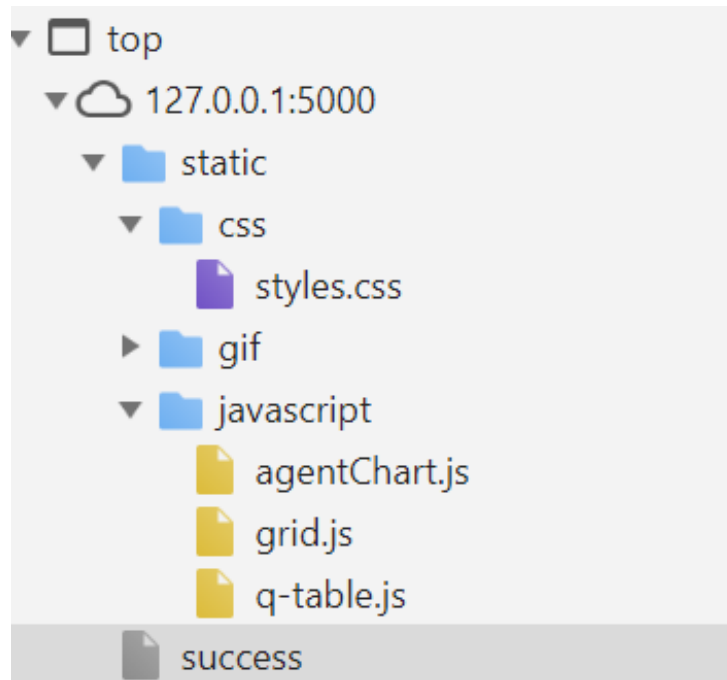 top
127.0.0.1:5000
static
css
styles.css
gif
javascript
agentChart.js
grid.js
q-table.js
success